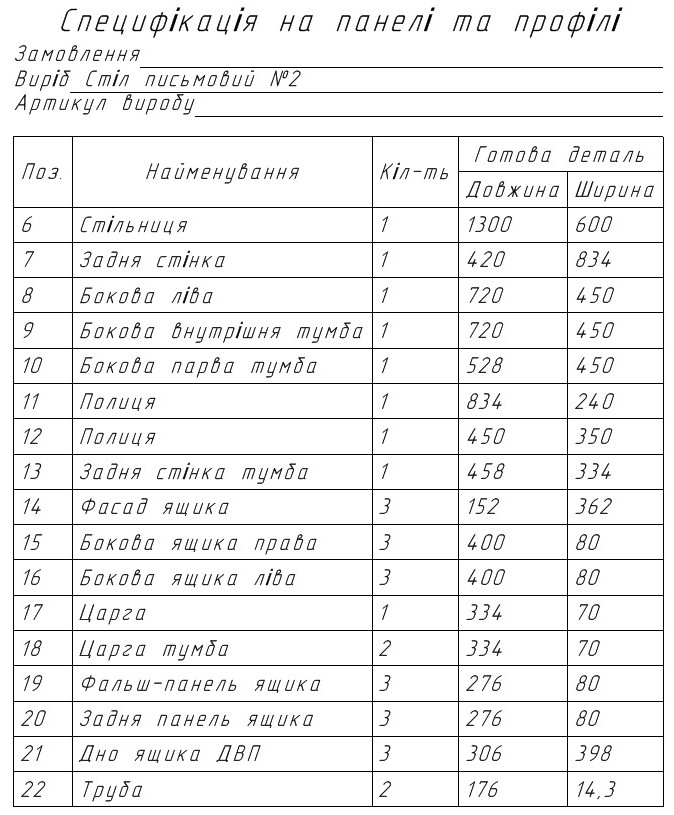 Специфікація на панелі та профілі
Замовлення
Виріб Стіл письмовий №2
Артикул виробу
Поз. Найменування Кіл-ть Готова деталь
Довжина Ширина
6 Стільниця 1 1300 600
7 Задня стінка 1 420 834
8 Бокова ліва 1 720 450
9 Бокова внутрішня тумба 1 720 450
10 Бокова парва тумба 1 528 450
11 Полиця 1 834 240
12 Полиця 1 450 350
13 Задня стінка тумба 1 458 334
14 Фасад ящика 3 152 362
15 Бокова ящика права 3 400 80
16 Бокова ящика ліва 3 400 80
17 Царга 1 334 70
18 Царга тумба 2 334 70
19 Фальш-панель ящика 3 276 80
20 Задня панель ящика 3 276 80
21 Дно ящика ДВП 3 306 398
22 Труба 2 176 14,3